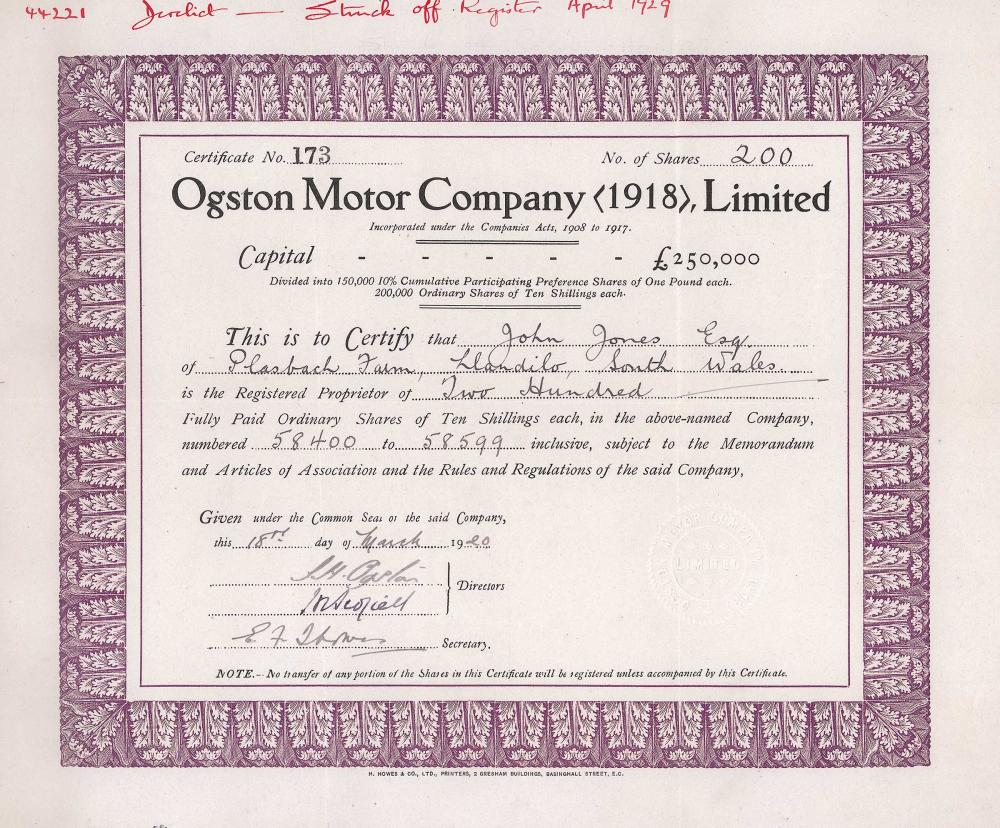 44221 Derelict — Struck off Register April 1929
Certificate No. 173 No. of Shares 200
Ogston Motor Company (1918), Limited
Incorporated under the Companies Acts, 1908 to 1917.
Capital - - - - - £250,000
Divided into 150,000 10% Cumulative Participating Preference Shares of One Pound each.
200,000 Ordinary Shares of Ten Shillings each.
This is to Certify that John Jones Esq.
of Plasbach Farm, Llandilo, South Wales
is the Registered Proprietor of Two Hundred
Fully Paid Ordinary Shares of Ten Shillings each, in the above-named Company,
numbered 58400 to 58599 inclusive, subject to the Memorandum
and Articles of Association and the Rules and Regulations of the said Company,
Given under the Common Seal of the said Company,
this 18th day of March 1920
Directors
Secretary.
NOTE.— No transfer of any portion of the Shares in this Certificate will be registered unless accompanied by this Certificate.
LIMITED
H. HOWES & CO., LTD., PRINTERS, 2 GRESHAM BUILDINGS, BASINGHALL STREET, E.C.